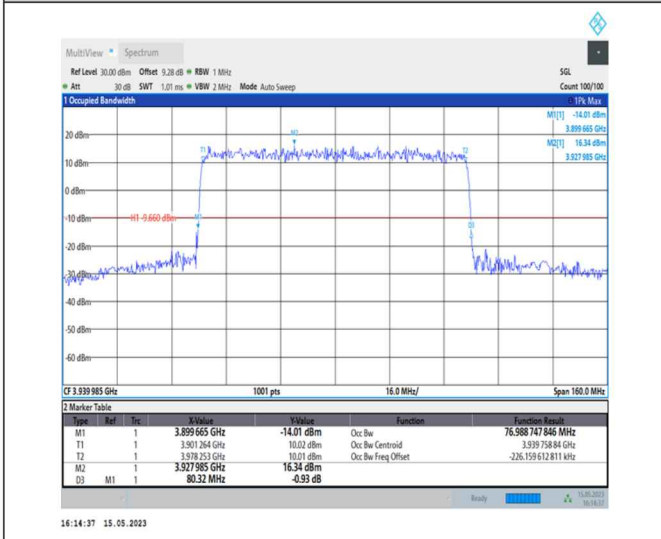 MultiView Spectrum
Ref Level 30.00 dBm Offset 9.28 dB RBW 1 MHz SGL
Att 30 dB SWT 1.01 ms VBW 2 MHz Mode Auto Sweep Count 100/100
1 Occupied Bandwidth 1Pk Max
M1[1] -14.01 dBm
3.899 665 GHz
M2[1] 16.34 dBm
3.927 985 GHz
20 dBm
M2
T1
T2
10 dBm
0 dBm
-10 dBm
H1 -9.660 dBm
M1
D3
-20 dBm
-30 dBm
-40 dBm
-50 dBm
-60 dBm
CF 3.939 985 GHz 1001 pts 16.0 MHz/ Span 160.0 MHz
2 Marker Table
Type Ref Trc X-Value Y-Value Function Function Result
M1 1 3.899 665 GHz -14.01 dBm Occ Bw 76.988 747 846 MHz
T1 1 3.901 264 GHz 10.02 dBm Occ Bw Centroid 3.939 758 84 GHz
T2 1 3.978 253 GHz 10.01 dBm Occ Bw Freq Offset -226.159 612 811 kHz
M2 1 3.927 985 GHz 16.34 dBm
D3 M1 1 80.32 MHz -0.93 dB
Ready 15.05.2023
16:14:37
16:14:37 15.05.2023